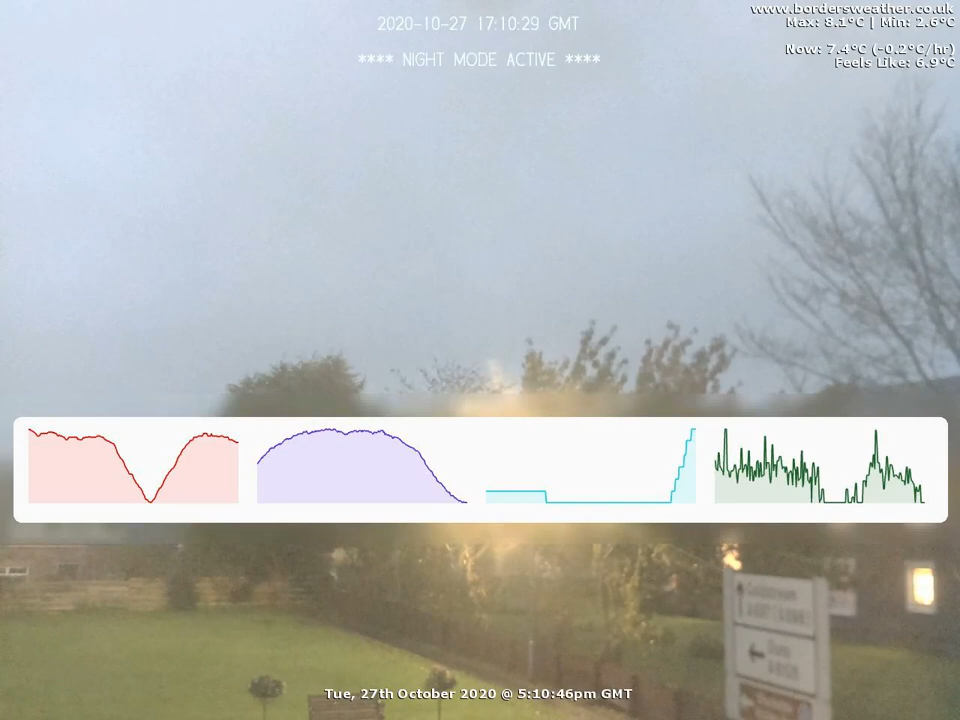 2020-10-27 17:10:29 GMT
**** NIGHT MODE ACTIVE ****
www.bordersweather.co.uk
Max: 8.1°C | Min: 2.6°C
Now: 7.4°C (-0.2°C/hr)
Feels Like: 6.9°C
Tue, 27th October 2020 @ 5:10:46pm GMT